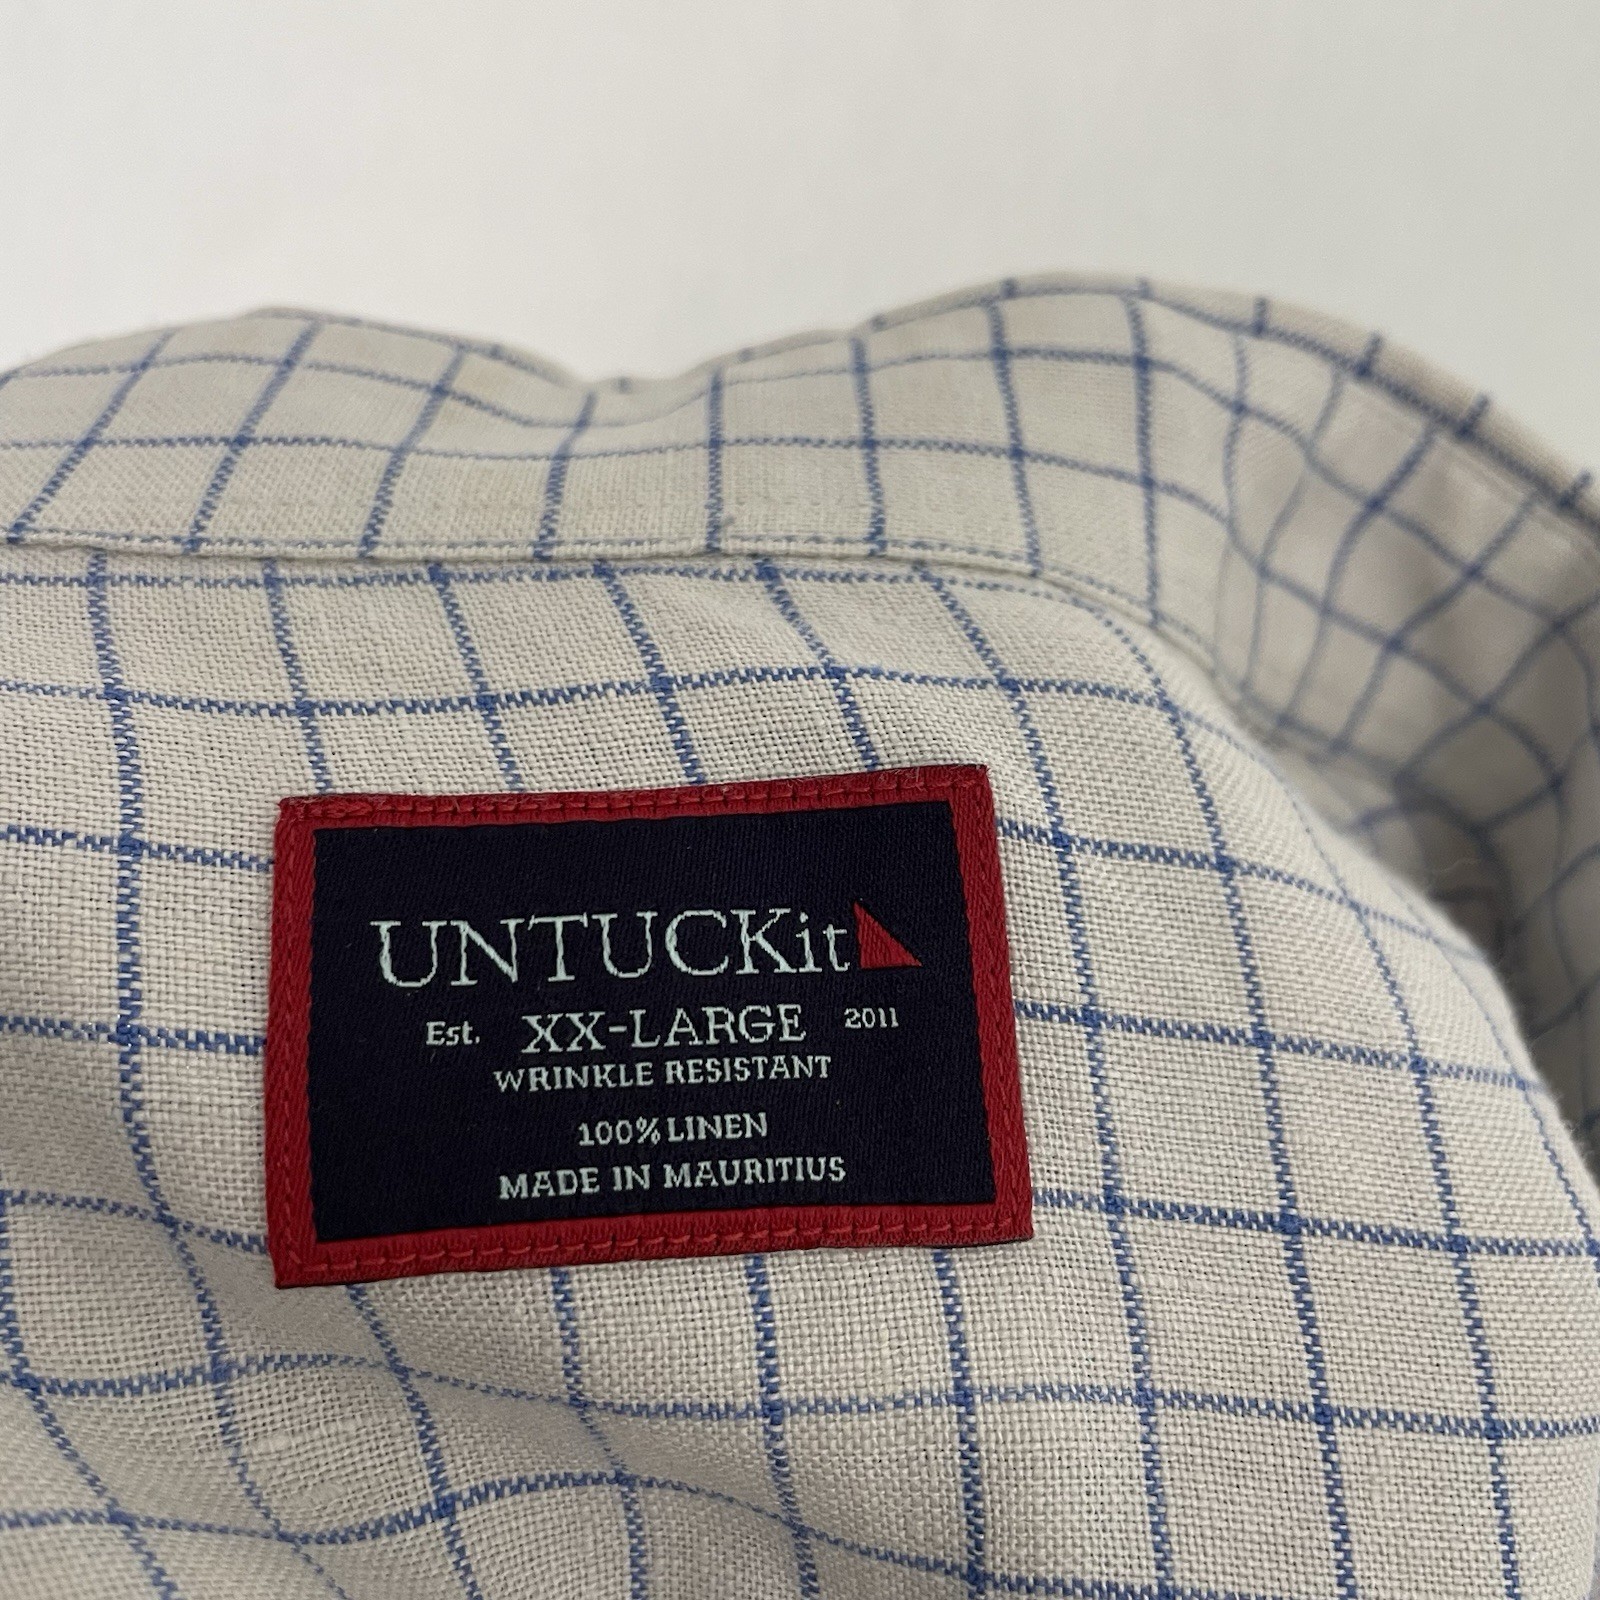 UNTUCKit
Est. XX-LARGE 2011
WRINKLE RESISTANT
100% LINEN
MADE IN MAURITIUS